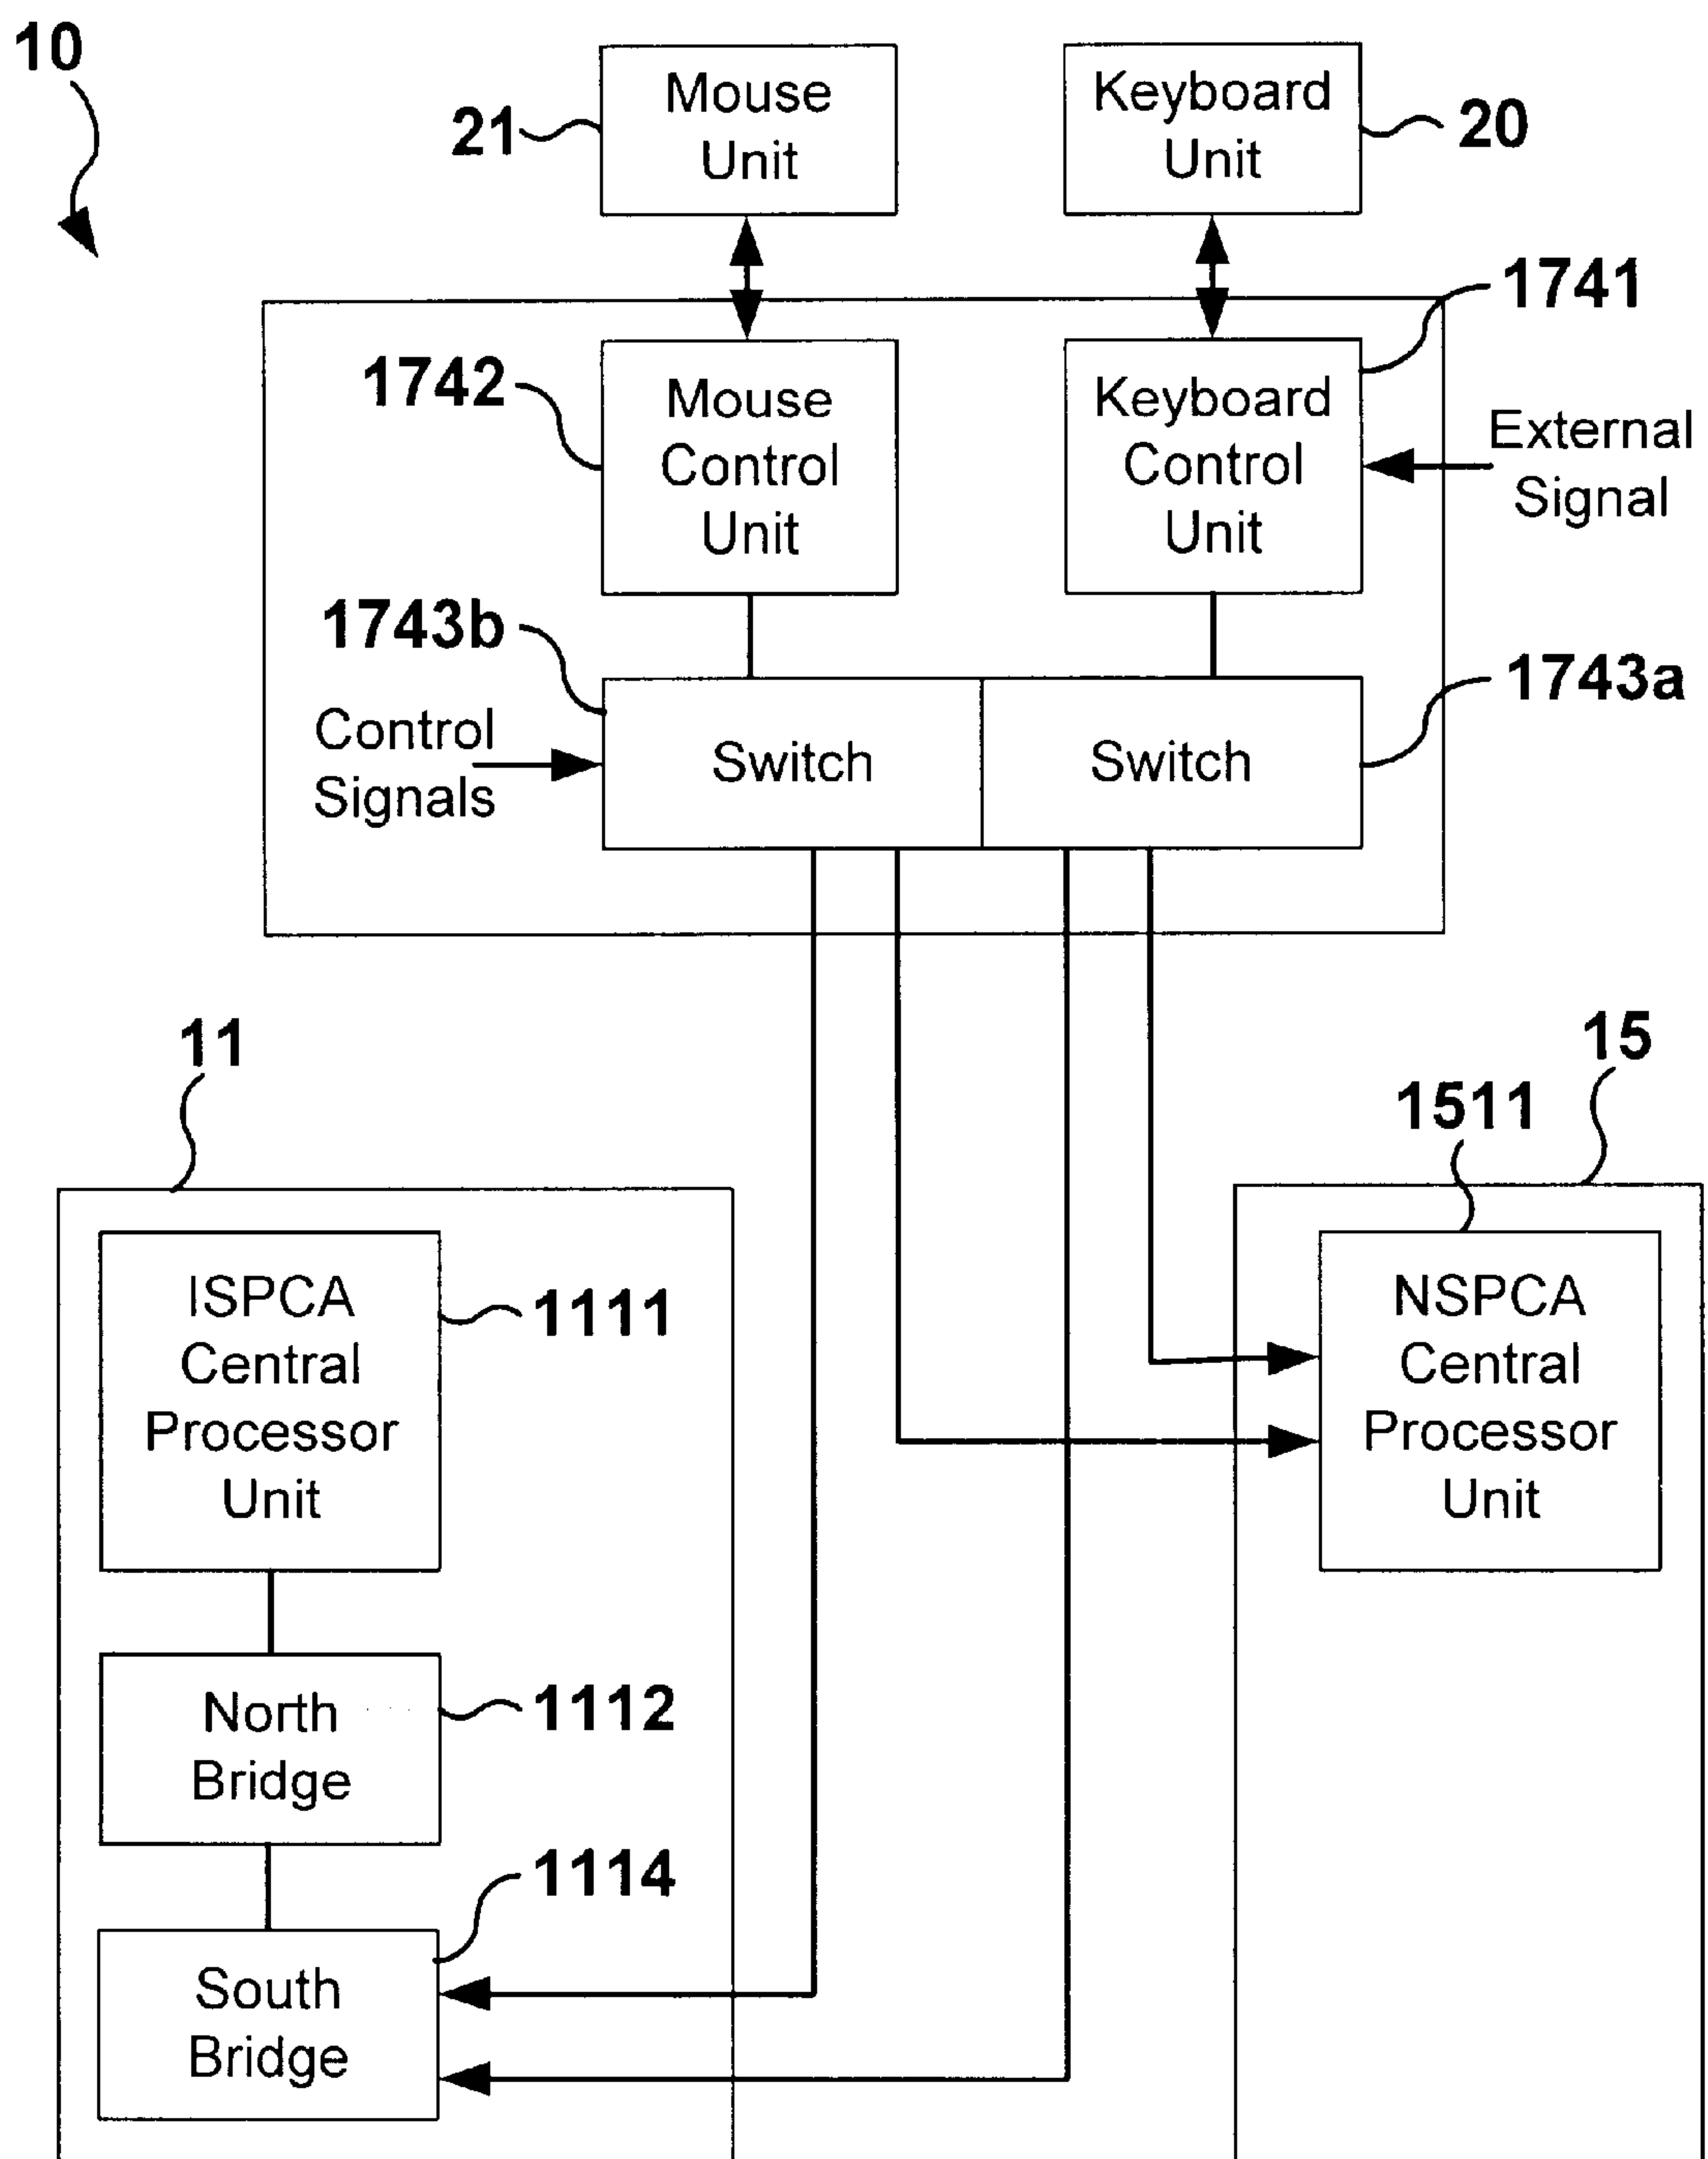 10
Mouse
Unit
21
Keyboard
Unit
20
1741
1742
Mouse
Control
Unit
Keyboard
Control
Unit
External
Signal
1743b
1743a
Control
Signals
Switch
Switch
11
15
1511
ISPCA
Central
Processor
Unit
1111
NSPCA
Central
Processor
Unit
North
Bridge
1112
1114
South
Bridge